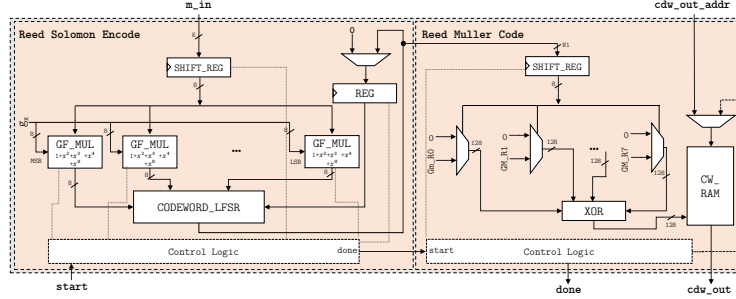 m_in
cdw_out_addr
Reed Solomon Encode
Reed Muller Code
K
0
N1
SHIFT_REG
SHIFT_REG
8
REG
8
8
8
8
GF_MUL
1+x²+x³ +x⁴
+x⁸
MSB
GF_MUL
1+x²+x³ +x⁴
+x⁸
...
LSB
GF_MUL
1+x²+x³ +x⁴
+x⁸
8
8
8
CODEWORD_LFSR
0
Gm_R0
128
0
GM_R1
128
...
128
0
GM_R7
128
XOR
128
CW_
RAM
Control Logic
done
start
Control Logic
start
done
cdw_out